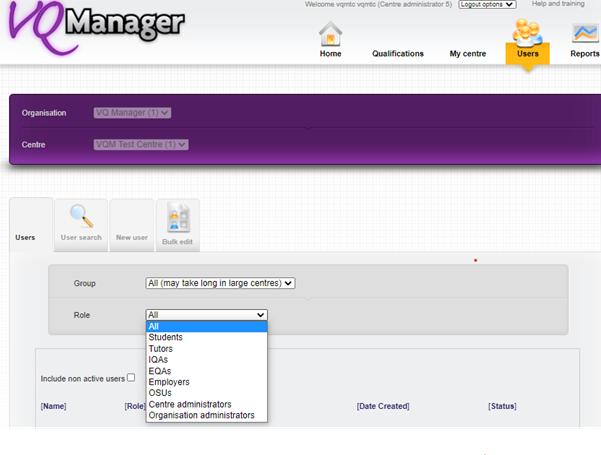 Welcome vqmtc vqmtc (Centre administrator 5) Logout options Help and training
VQManager
Home Qualifications My centre Users Reports
Organisation VQ Manager (1)
Centre VQM Test Centre (1)
Users User search New user Bulk edit
Group All (may take long in large centres)
Role All
All
Students
Tutors
IQAs
EQAs
Employers
OSUs
Centre administrators
Organisation administrators
Include non active users
[Name] [Role] [Date Created] [Status]